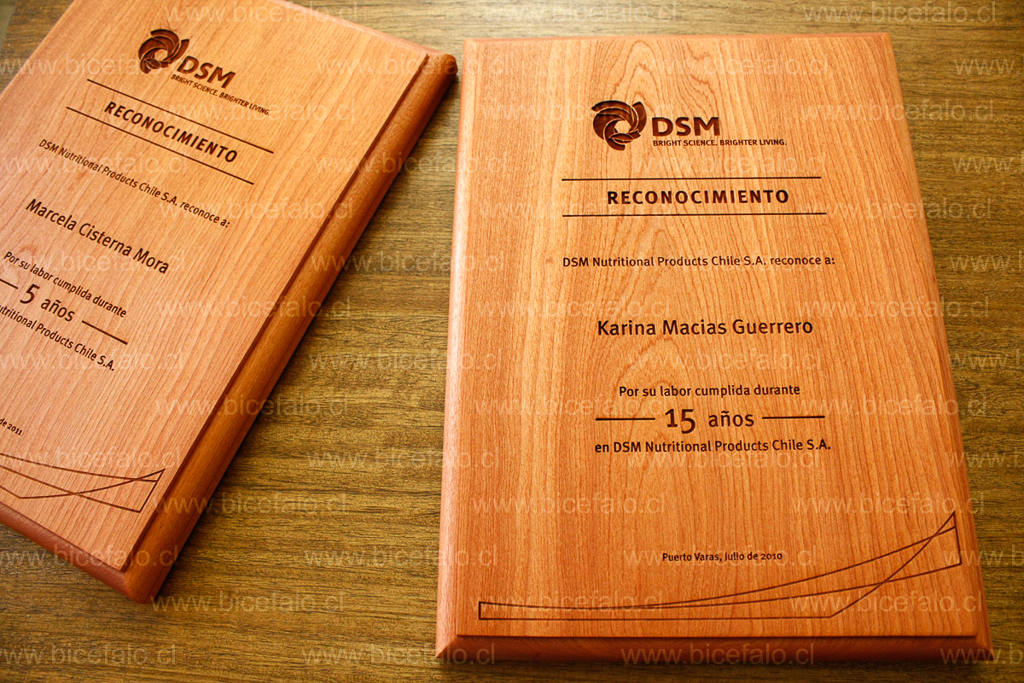 DSM
BRIGHT SCIENCE. BRIGHTER LIVING.
RECONOCIMIENTO
DSM Nutritional Products Chile S.A. reconoce a:
Marcela Cisterna Mora
Por su labor cumplida durante
5 años
Nutritional Products Chile S.A.
de 2011
DSM
BRIGHT SCIENCE. BRIGHTER LIVING.
RECONOCIMIENTO
DSM Nutritional Products Chile S.A. reconoce a:
Karina Macias Guerrero
Por su labor cumplida durante
15 años
en DSM Nutritional Products Chile S.A.
Puerto Varas, Julio de 2010
www.bicefalo.cl